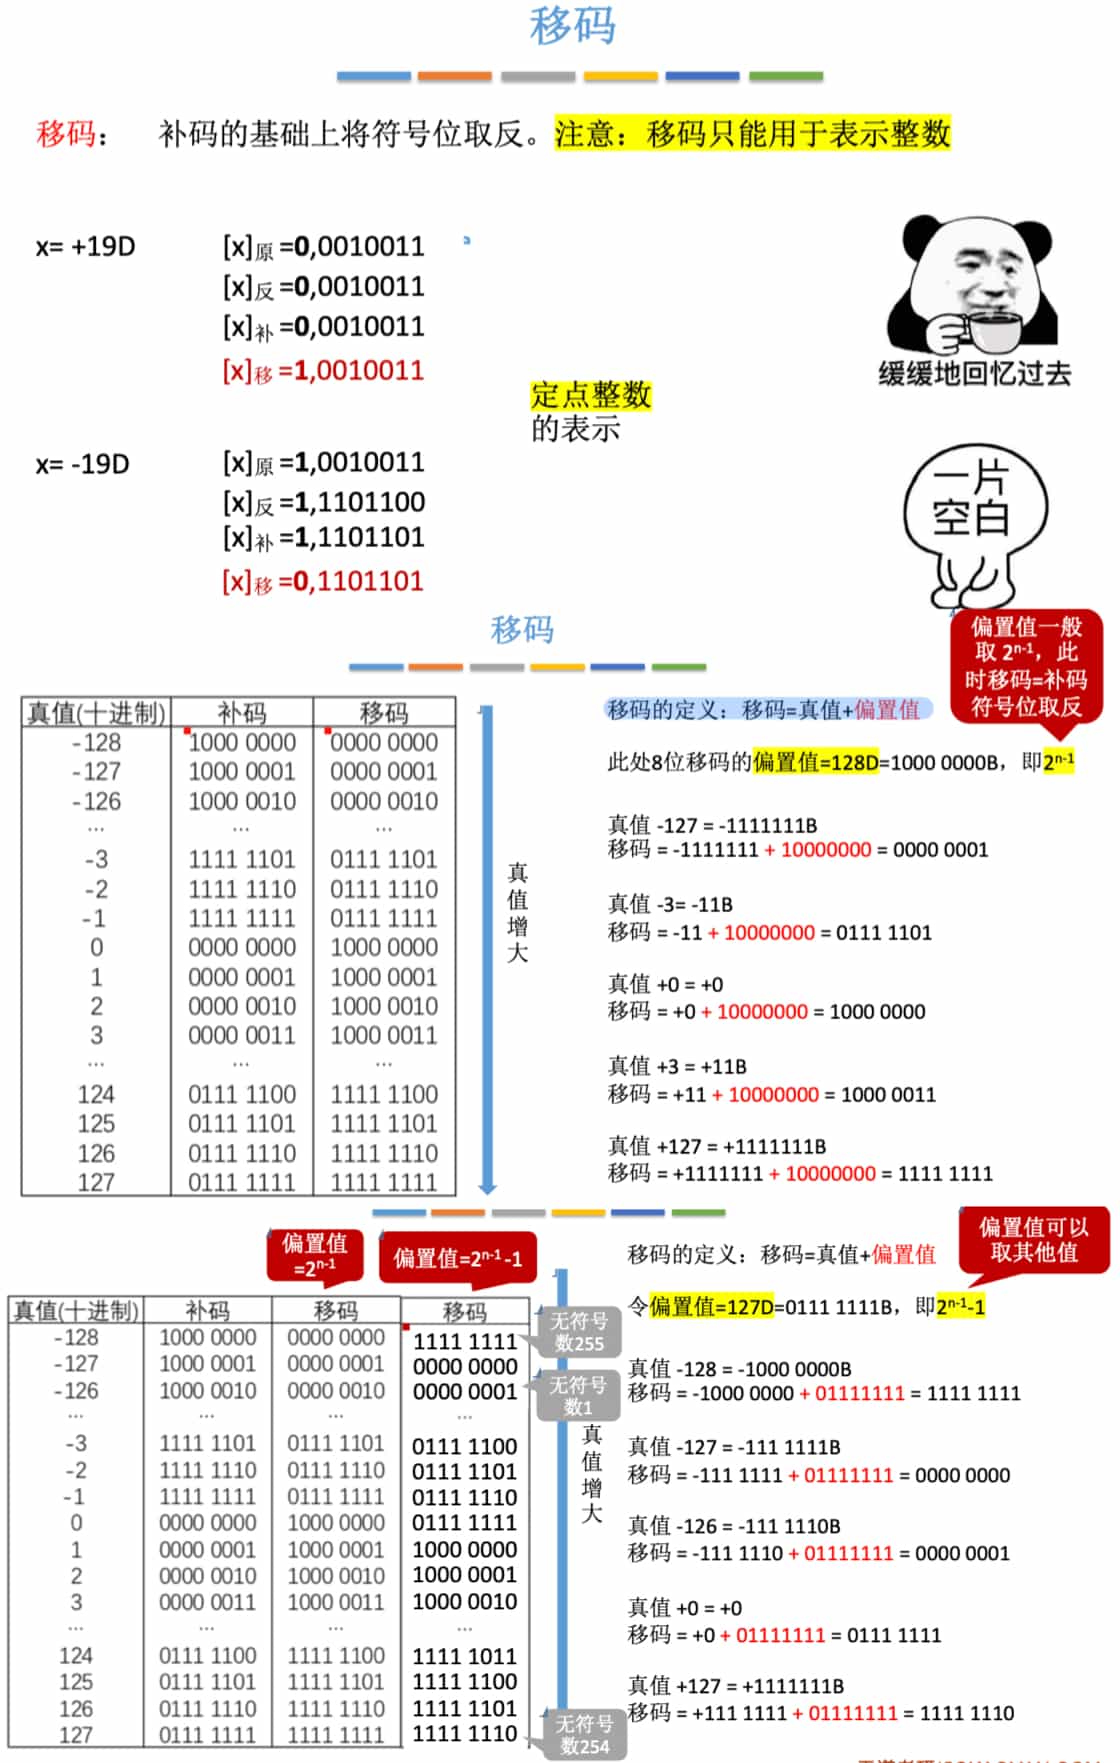 移码
移码： 补码的基础上将符号位取反。注意：移码只能用于表示整数
x= +19D
[x]原 =0,0010011
[x]反 =0,0010011
[x]补 =0,0010011
[x]移 =1,0010011
缓缓地回忆过去
定点整数
的表示
x= -19D
[x]原 =1,0010011
[x]反 =1,1101100
[x]补 =1,1101101
[x]移 =0,1101101
一片
空白
移码
偏置值一般
取 2ⁿ⁻¹，此
时移码=补码
符号位取反
真值(十进制) 补码 移码
-128 1000 0000 0000 0000
-127 1000 0001 0000 0001
-126 1000 0010 0000 0010
... ... ...
-3 1111 1101 0111 1101
-2 1111 1110 0111 1110
-1 1111 1111 0111 1111
0 0000 0000 1000 0000
1 0000 0001 1000 0001
2 0000 0010 1000 0010
3 0000 0011 1000 0011
... ... ...
124 0111 1100 1111 1100
125 0111 1101 1111 1101
126 0111 1110 1111 1110
127 0111 1111 1111 1111
真值增大
移码的定义：移码=真值+偏置值
此处8位移码的偏置值=128D=1000 0000B，即2ⁿ⁻¹
真值 -127 = -1111111B
移码 = -1111111 + 10000000 = 0000 0001
真值 -3= -11B
移码 = -11 + 10000000 = 0111 1101
真值 +0 = +0
移码 = +0 + 10000000 = 1000 0000
真值 +3 = +11B
移码 = +11 + 10000000 = 1000 0011
真值 +127 = +1111111B
移码 = +1111111 + 10000000 = 1111 1111
偏置值
=2ⁿ⁻¹
偏置值=2ⁿ⁻¹-1
真值(十进制) 补码 移码 移码
-128 1000 0000 0000 0000 1111 1111
-127 1000 0001 0000 0001 0000 0000
-126 1000 0010 0000 0010 0000 0001
... ... ... ...
-3 1111 1101 0111 1101 0111 1100
-2 1111 1110 0111 1110 0111 1101
-1 1111 1111 0111 1111 0111 1110
0 0000 0000 1000 0000 0111 1111
1 0000 0001 1000 0001 1000 0000
2 0000 0010 1000 0010 1000 0001
3 0000 0011 1000 0011 1000 0010
... ... ... ...
124 0111 1100 1111 1100 1111 1011
125 0111 1101 1111 1101 1111 1100
126 0111 1110 1111 1110 1111 1101
127 0111 1111 1111 1111 1111 1110
无符号
数255
无符号
数1
真值增大
无符号
数254
偏置值可以
取其他值
移码的定义：移码=真值+偏置值
令偏置值=127D=0111 1111B，即2ⁿ⁻¹-1
真值 -128 = -1000 0000B
移码 = -1000 0000 + 01111111 = 1111 1111
真值 -127 = -111 1111B
移码 = -111 1111 + 01111111 = 0000 0000
真值 -126 = -111 1110B
移码 = -111 1110 + 01111111 = 0000 0001
真值 +0 = +0
移码 = +0 + 01111111 = 0111 1111
真值 +127 = +1111111B
移码 = +111 1111 + 01111111 = 1111 1110